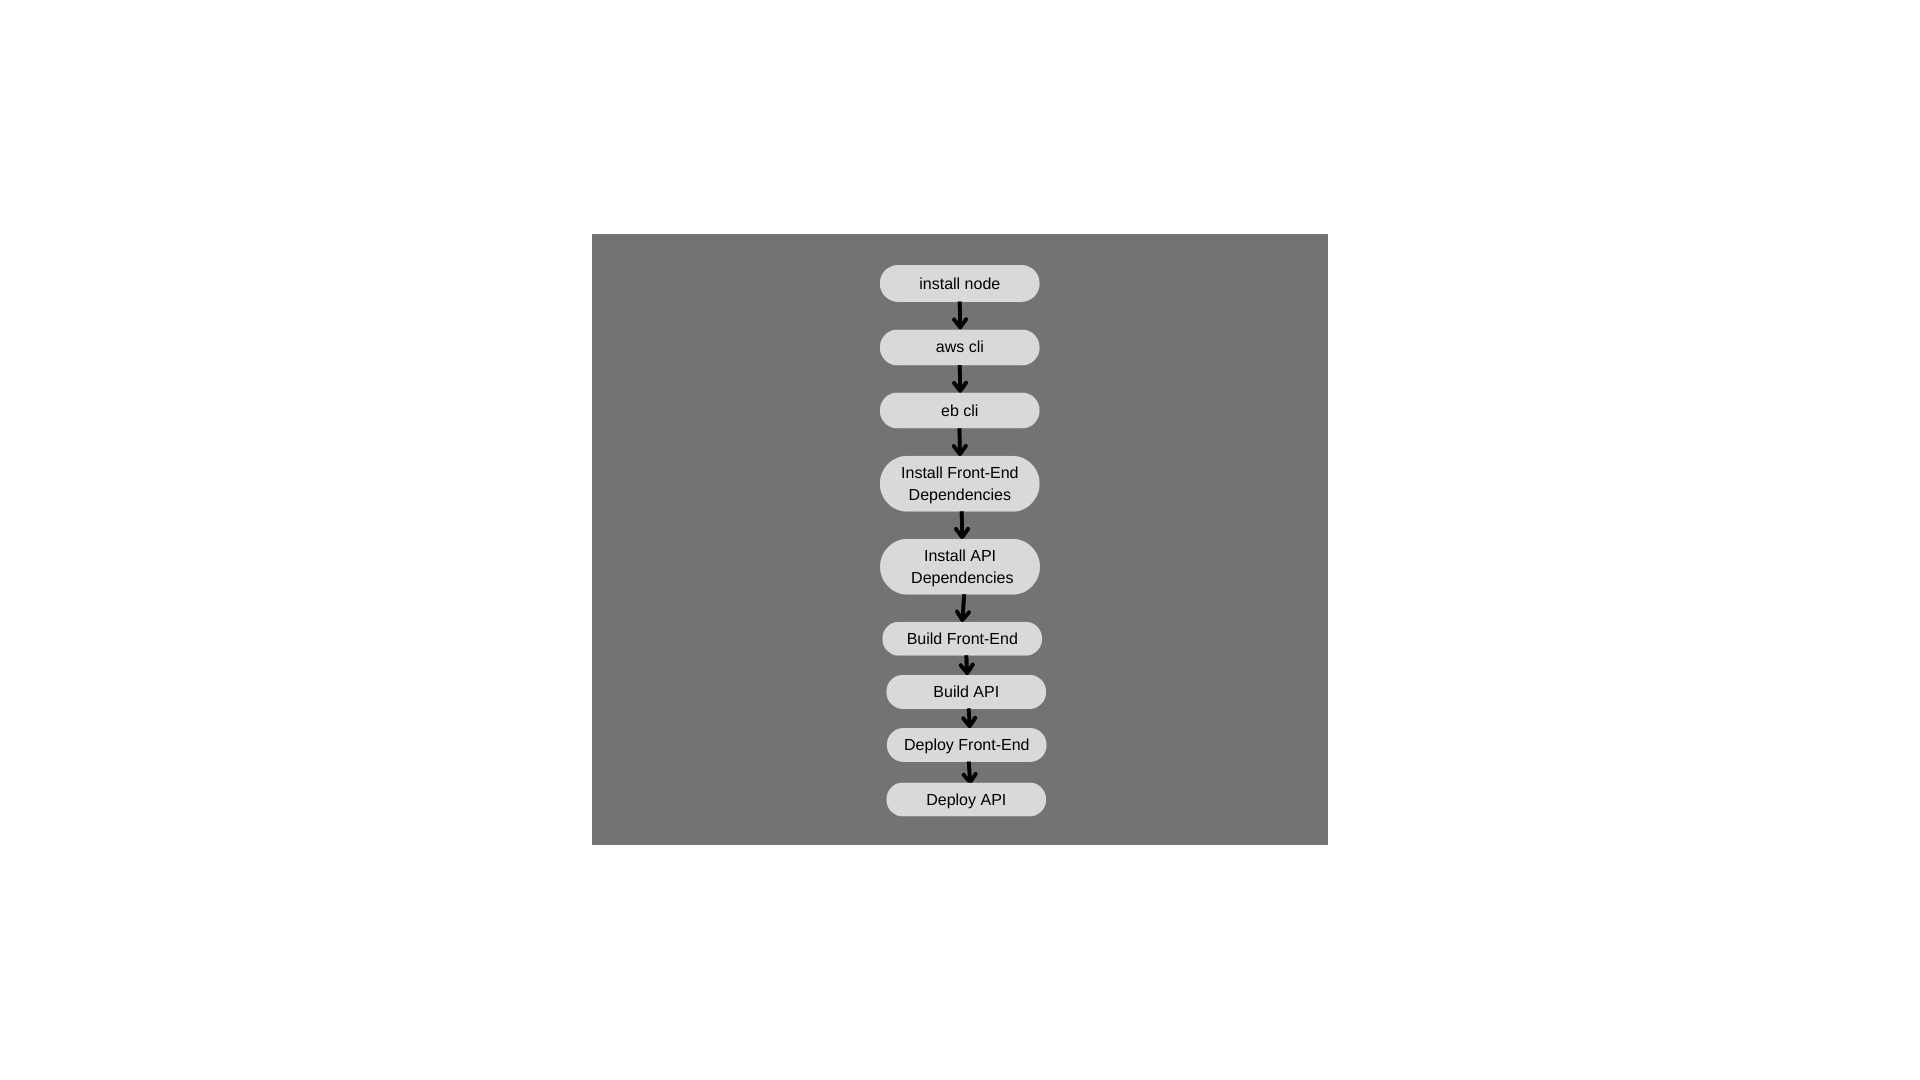 install node
aws cli
eb cli
Install Front-End
Dependencies
Install API
Dependencies
Build Front-End
Build API
Deploy Front-End
Deploy API